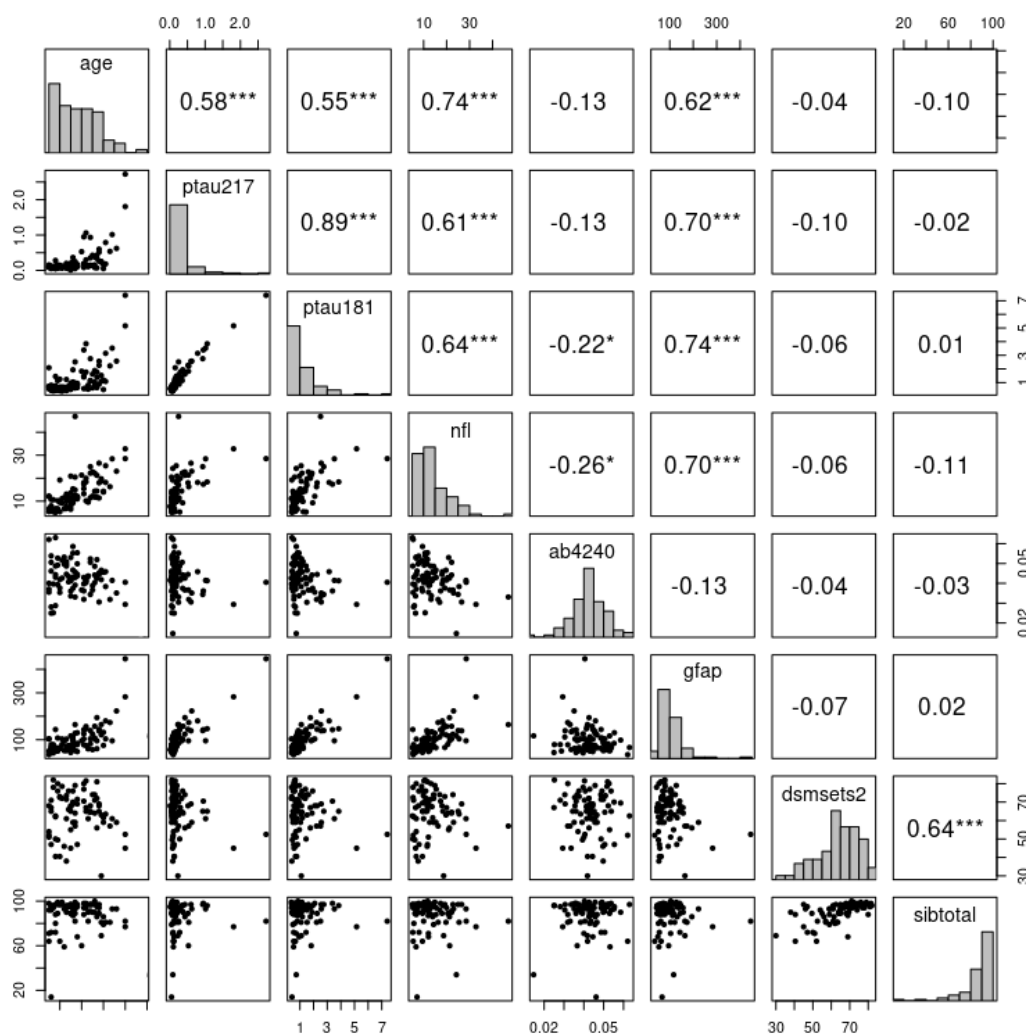 0.0 1.0 2.0 10 30 100 300 20 60 100
age 0.58*** 0.55*** 0.74*** -0.13 0.62*** -0.04 -0.10
0.0 1.0 2.0 ptau217 0.89*** 0.61*** -0.13 0.70*** -0.10 -0.02
ptau181 0.64*** -0.22* 0.74*** -0.06 0.01 1 3 5 7
10 30 nfl -0.26* 0.70*** -0.06 -0.11
ab4240 -0.13 -0.04 -0.03 0.02 0.05
100 300 gfap -0.07 0.02
dsmsets2 0.64*** 30 50 70
20 60 100 sibtotal
1 3 5 7 0.02 0.05 30 50 70